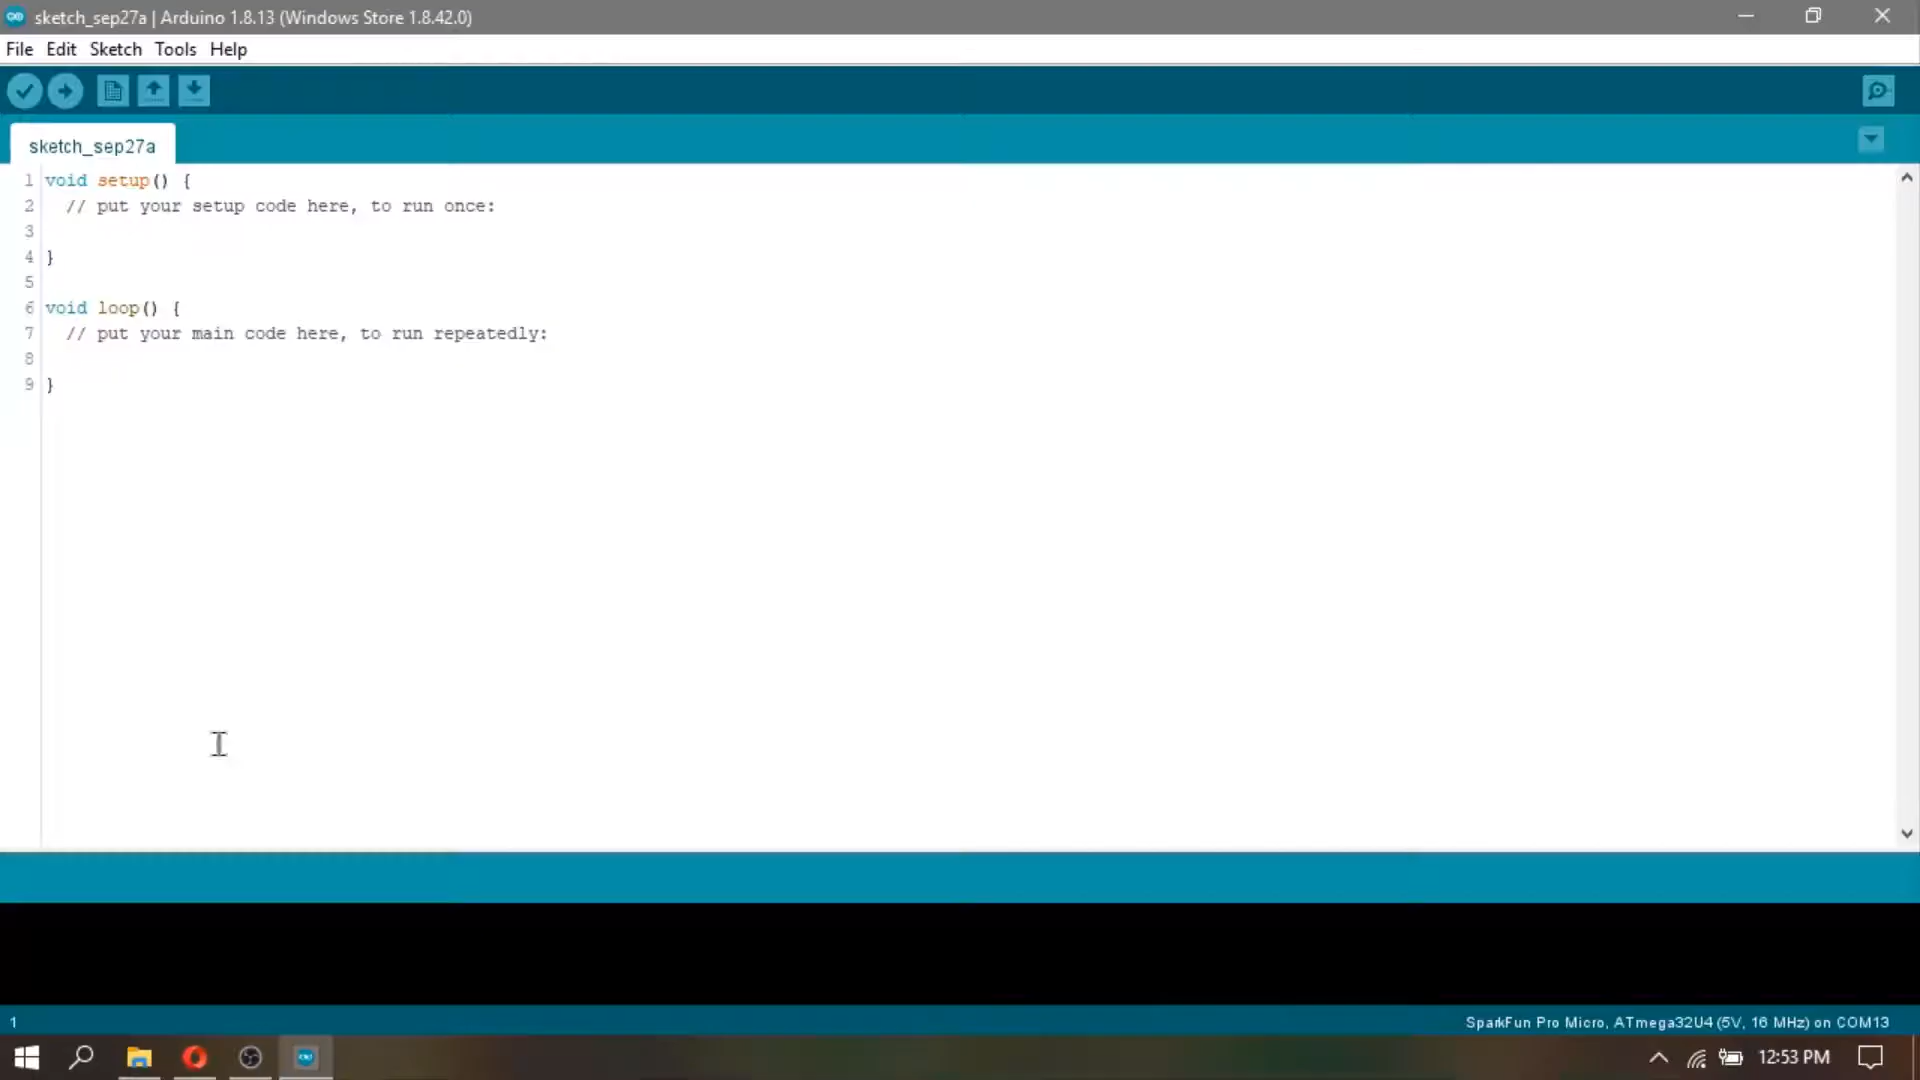 sketch_sep27a | Arduino 1.8.13 (Windows Store 1.8.42.0)
File Edit Sketch Tools Help
sketch_sep27a
1 void setup() {
2 // put your setup code here, to run once:
3
4 }
5
6 void loop() {
7 // put your main code here, to run repeatedly:
8
9 }
1
SparkFun Pro Micro, ATmega32U4 (5V, 16 MHz) on COM13
12:53 PM